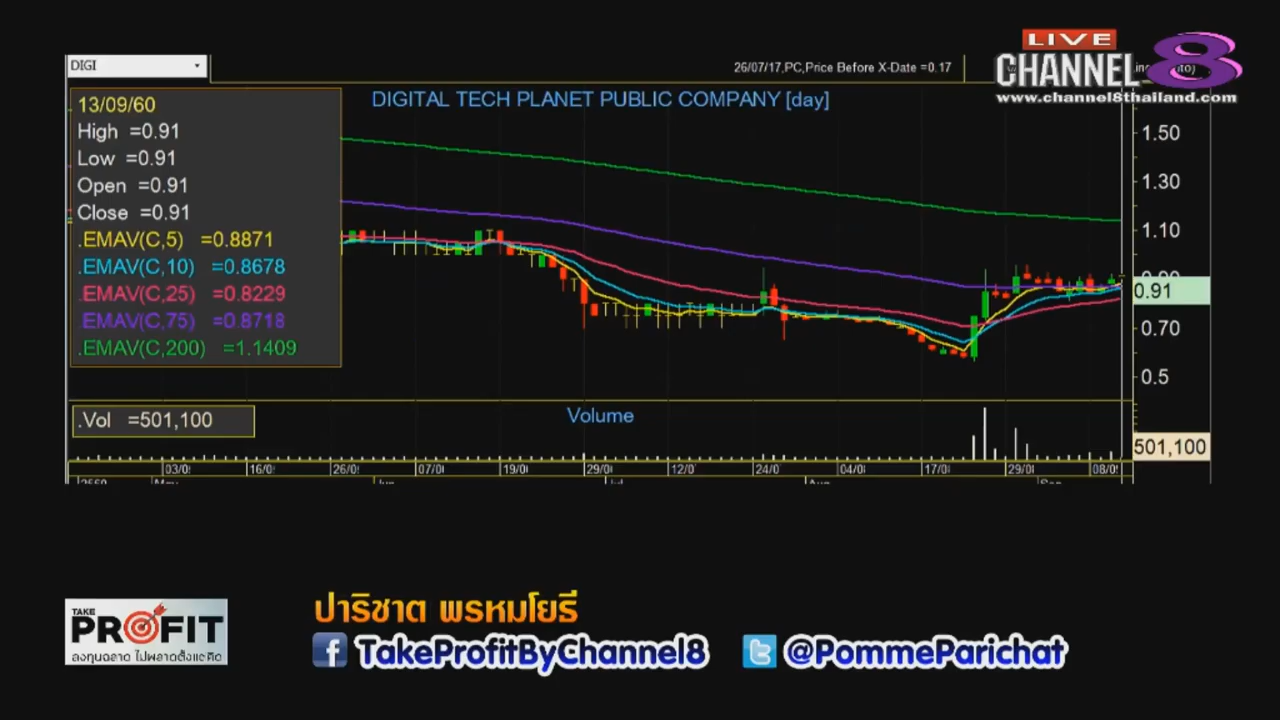 DIGI
26/07/17,PC,Price Before X-Date =0.17
LIVE
CHANNEL 8
www.channel8thailand.com
DIGITAL TECH PLANET PUBLIC COMPANY [day]
13/09/60
High =0.91
Low =0.91
Open =0.91
Close =0.91
.EMAV(C,5) =0.8871
.EMAV(C,10) =0.8678
.EMAV(C,25) =0.8229
.EMAV(C,75) =0.8718
.EMAV(C,200) =1.1409
1.50
1.30
1.10
0.90
0.91
0.70
0.5
.Vol =501,100
Volume
501,100
03/0 16/0 26/0 07/0 19/0 29/0 12/0 24/0 04/0 17/0 29/0 08/0
TAKE
PROFIT
ลงทุนฉลาด ไม่พลาดตั้งแต่คิด
ปาริชาต พรหมโยธี
TakeProfitByChannel8 @PommeParichat